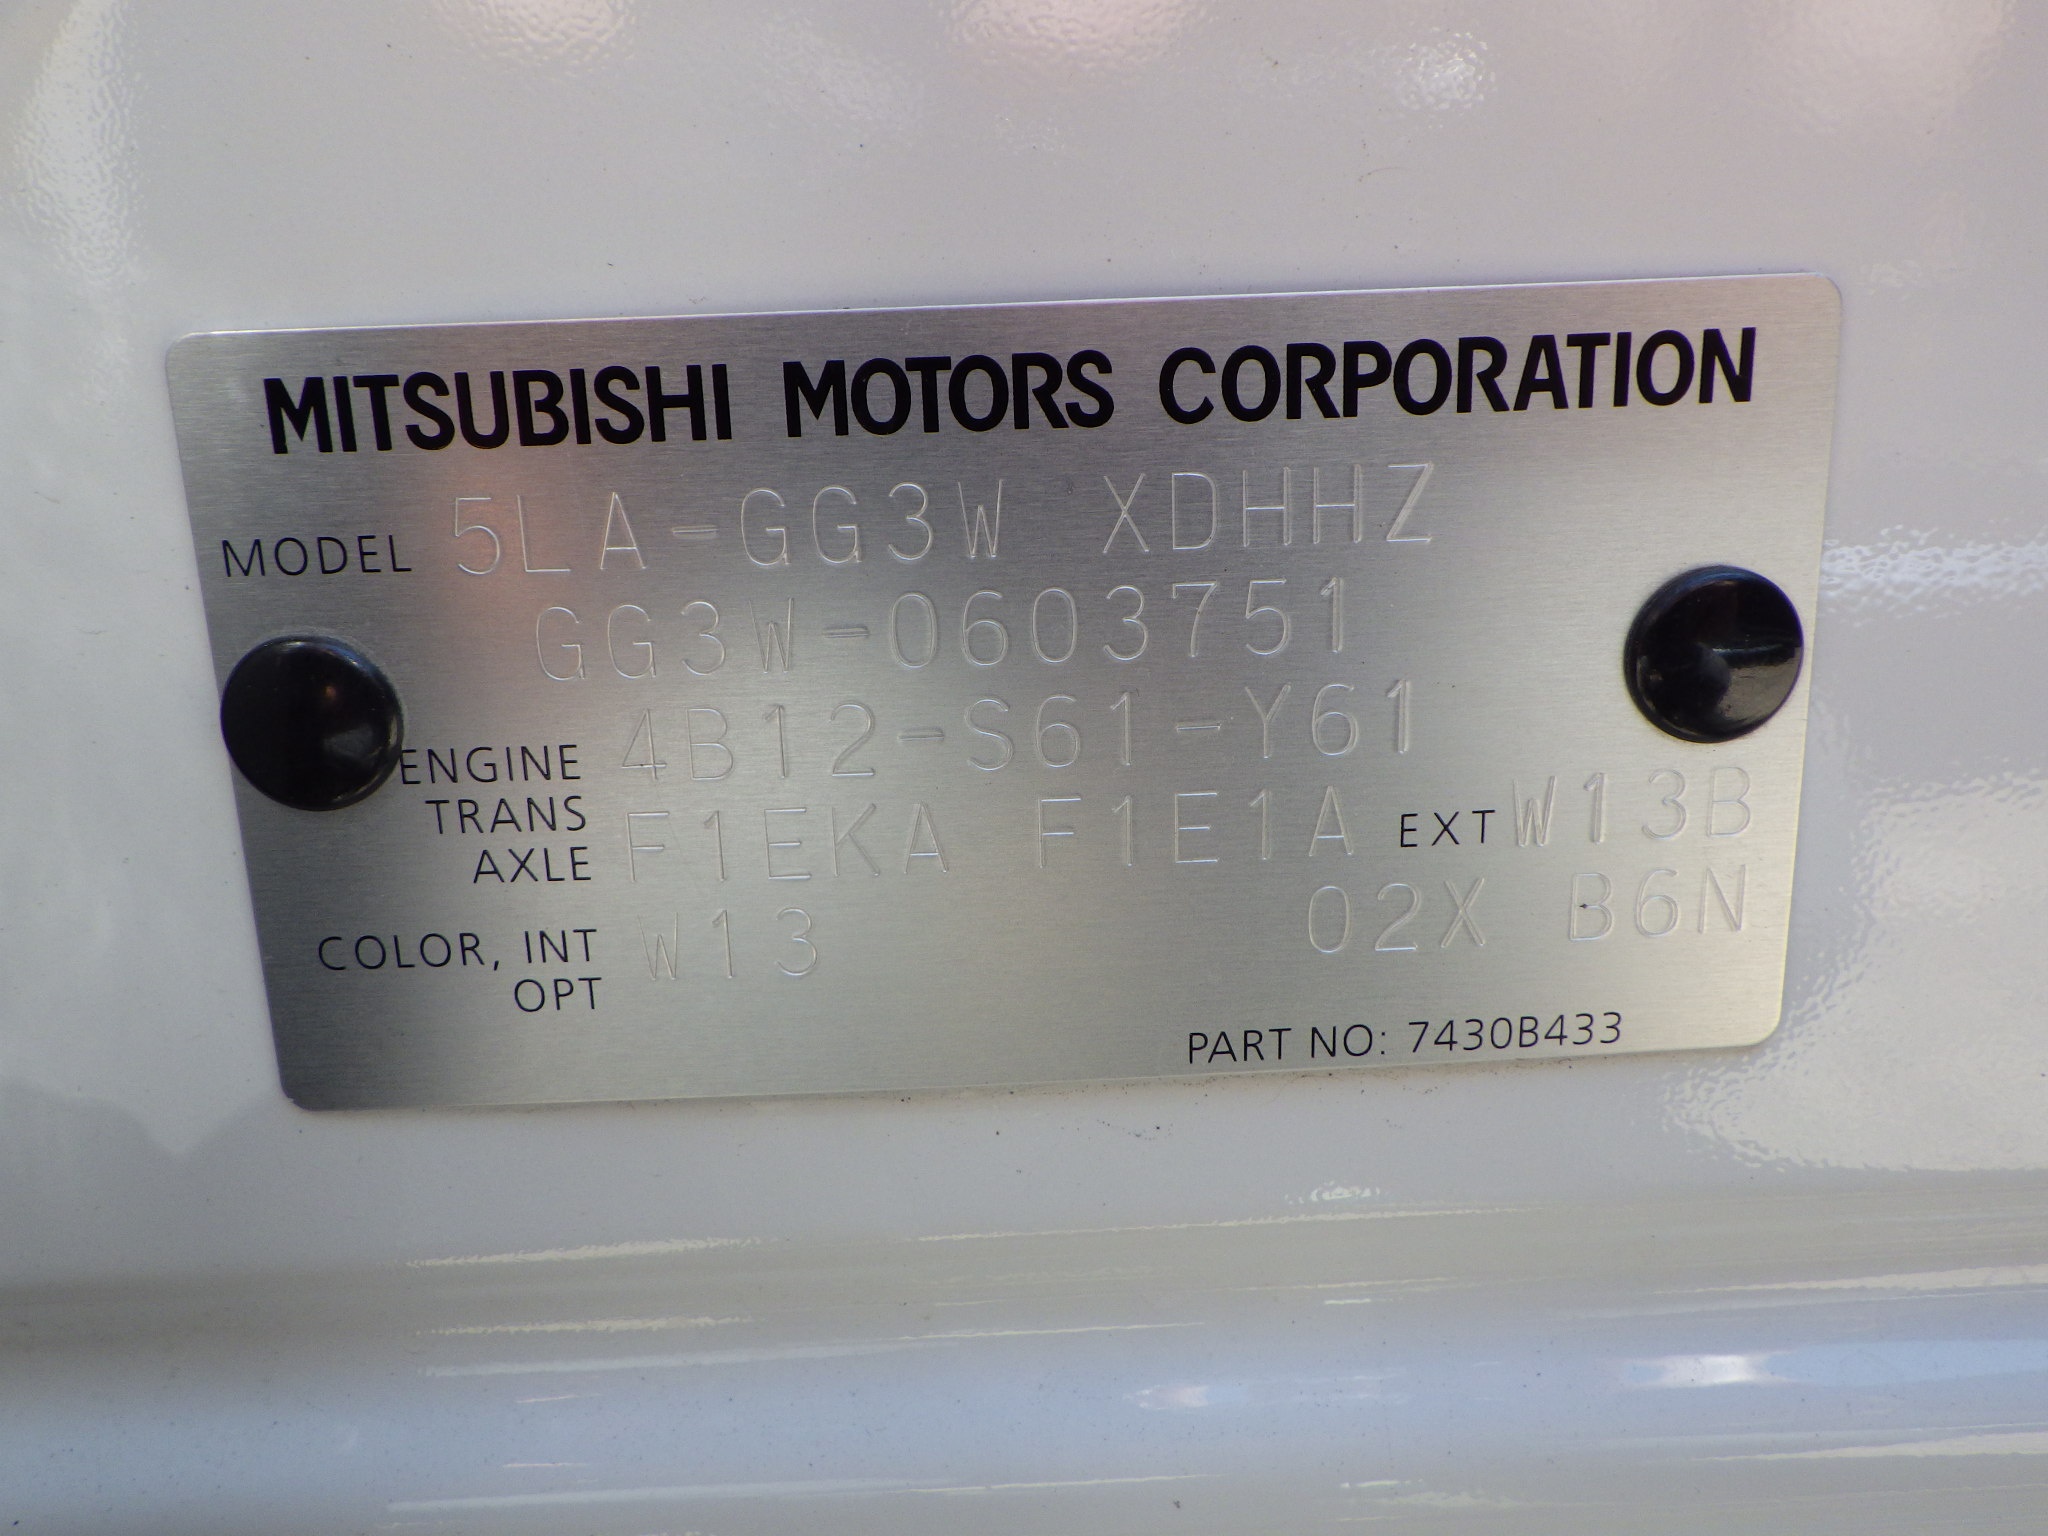 MITSUBISHI MOTORS CORPORATION
MODEL 5LA-GG3W XDHHZ
GG3W-0603751
ENGINE 4B12-S61-Y61
TRANS
AXLE F1EKA F1E1A EXT W13B
COLOR, INT W13 02X B6N
OPT
PART NO: 7430B433